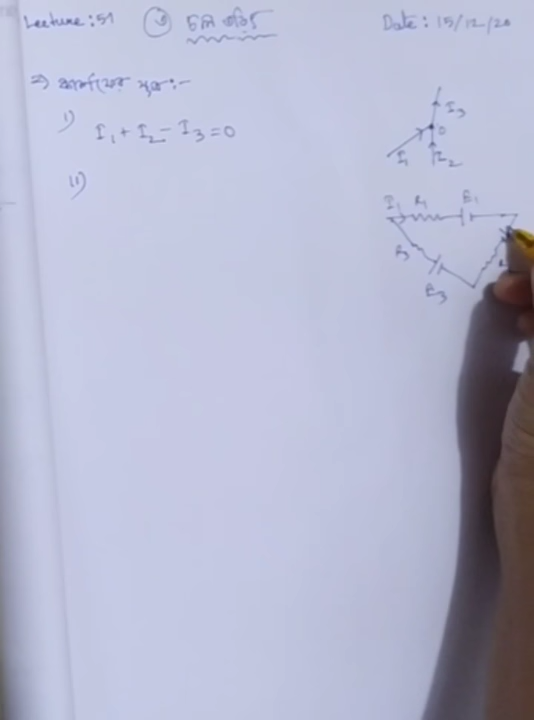 Lecture: 51 ৩ চল তড়িৎ Date: 15/12/20
⇒ কার্শফের সূত্র:-
i) I₁ + I₂ - I₃ = 0
I₃
O
I₁ I₂
ii)
I₁ R₁ E₁
R₃ R
E₃